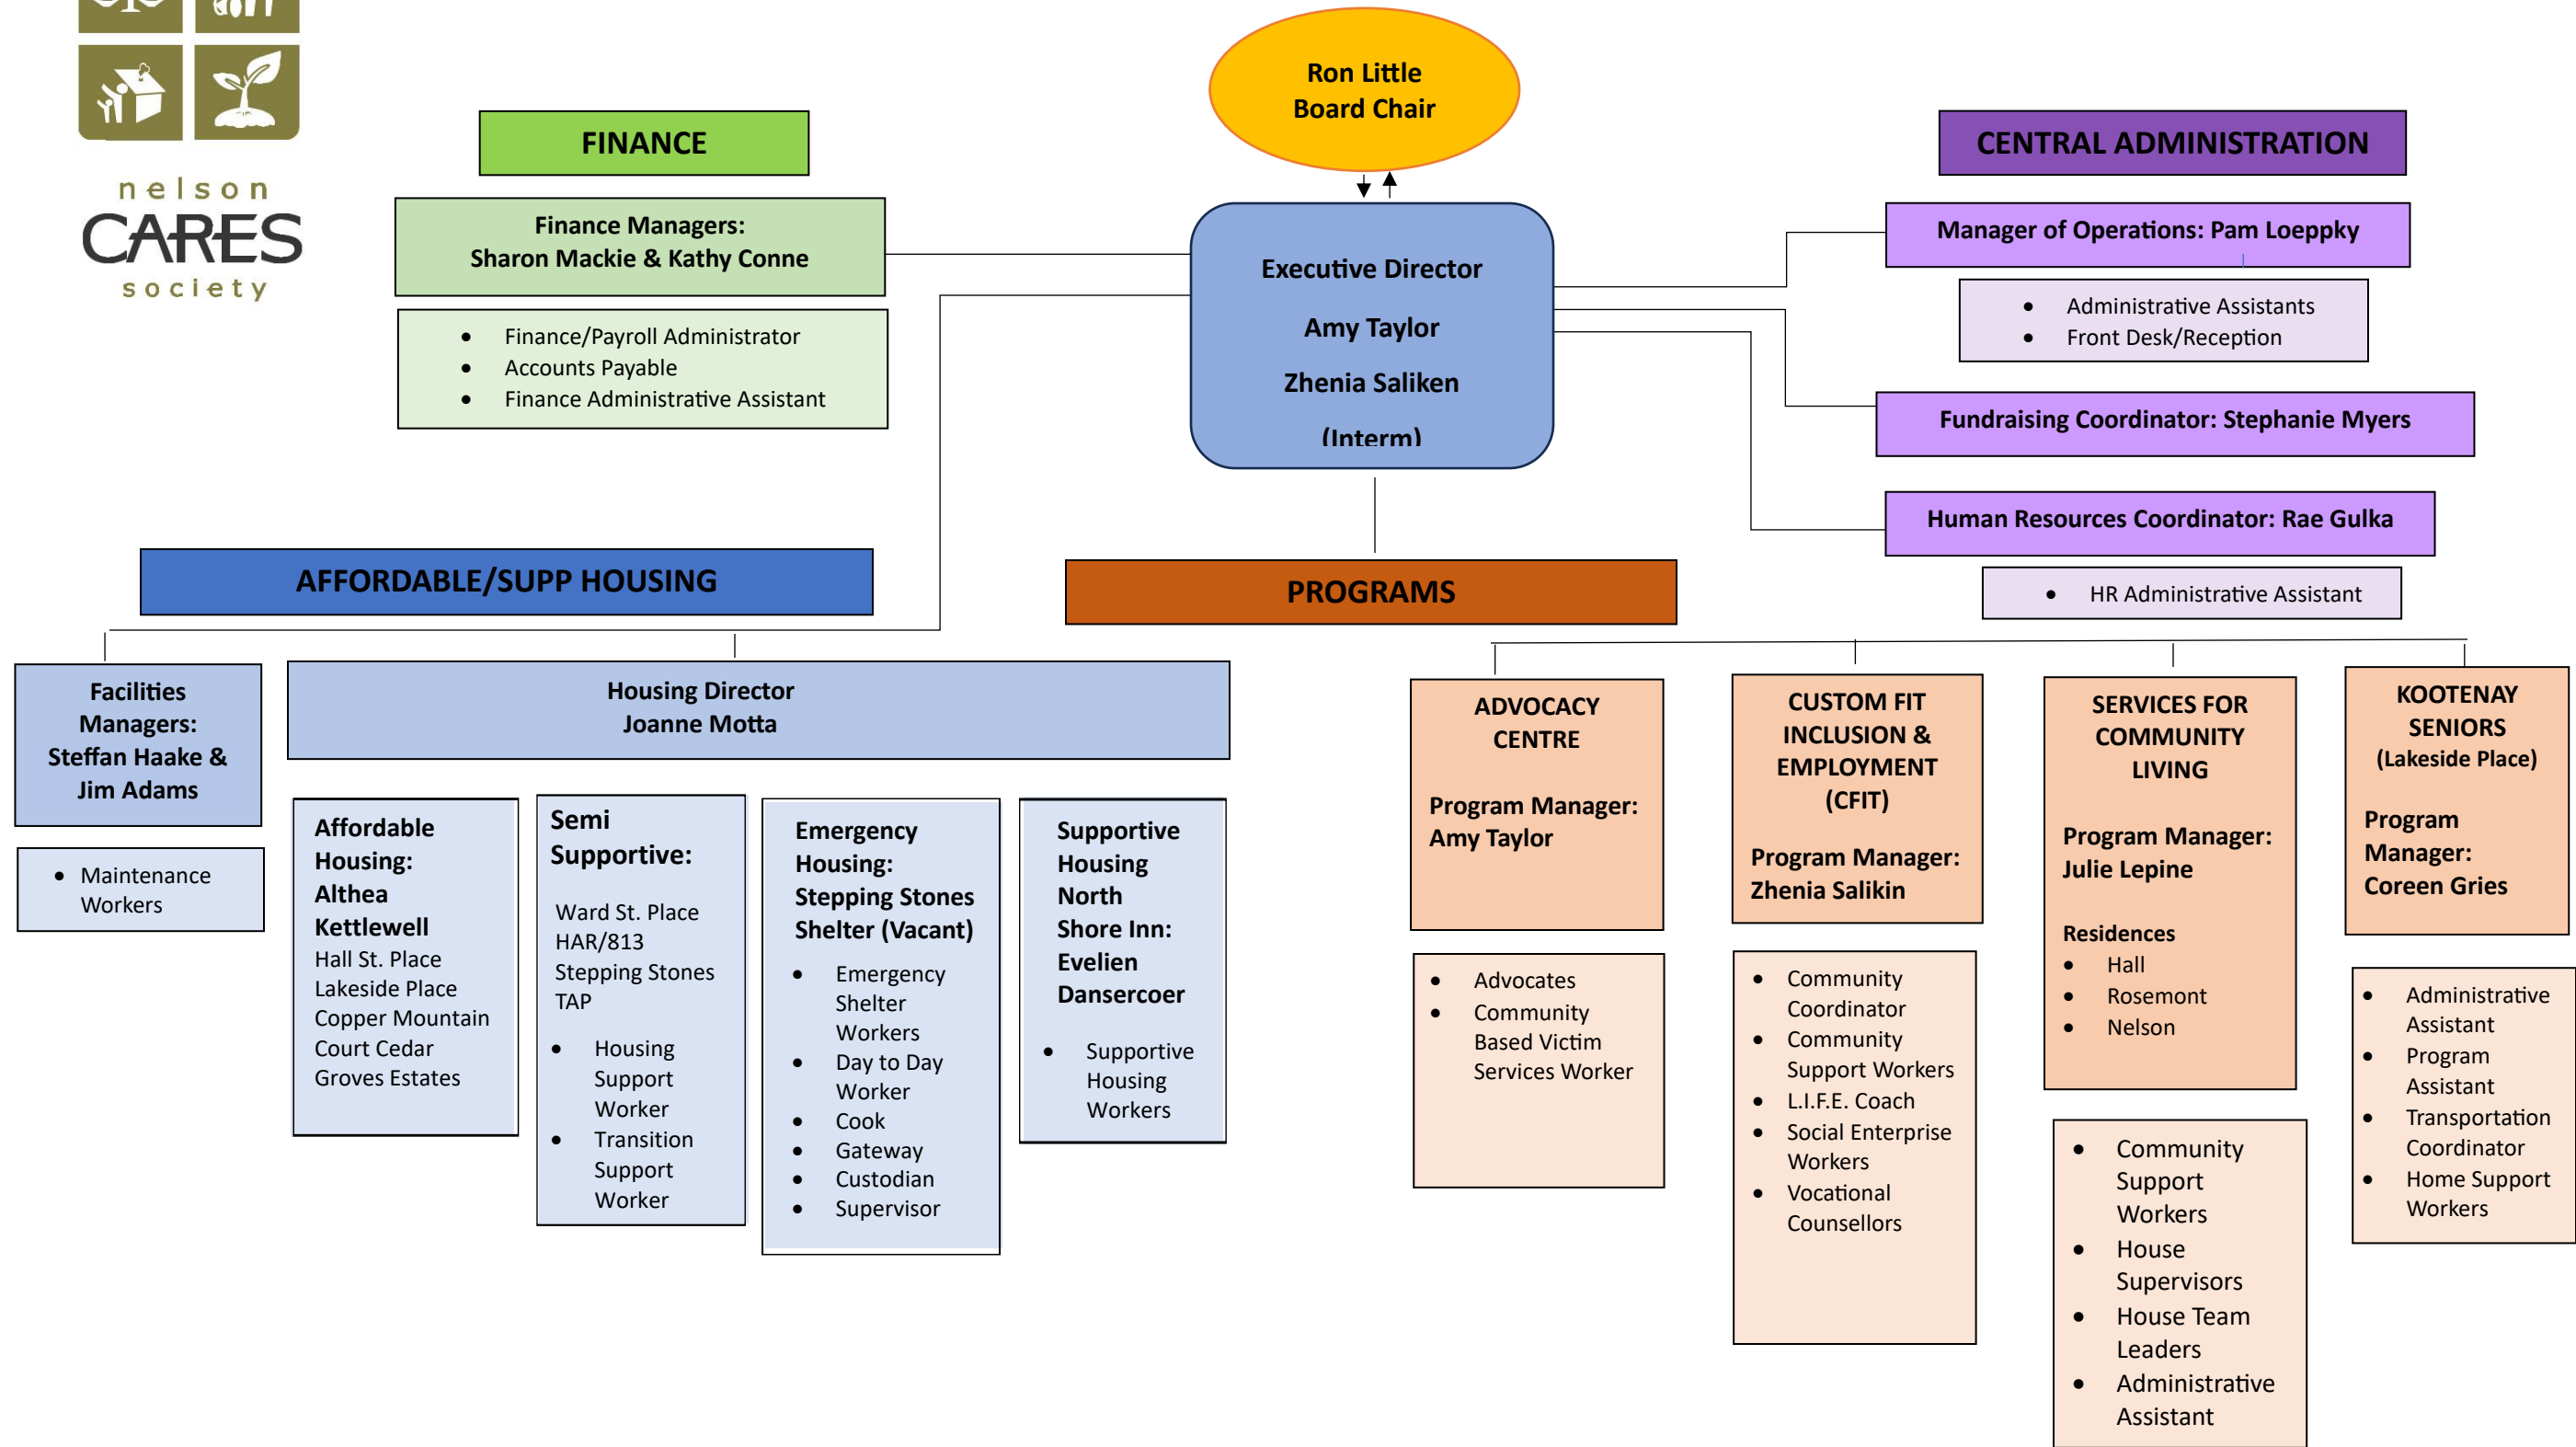 nelson
CARES
society
Ron Little
Board Chair
FINANCE
Finance Managers:
Sharon Mackie & Kathy Conne
• Finance/Payroll Administrator
• Accounts Payable
• Finance Administrative Assistant
Executive Director
Amy Taylor
Zhenia Saliken
(Interm)
CENTRAL ADMINISTRATION
Manager of Operations: Pam Loeppky
• Administrative Assistants
• Front Desk/Reception
Fundraising Coordinator: Stephanie Myers
Human Resources Coordinator: Rae Gulka
• HR Administrative Assistant
AFFORDABLE/SUPP HOUSING
Facilities
Managers:
Steffan Haake &
Jim Adams
• Maintenance
Workers
Housing Director
Joanne Motta
Affordable
Housing:
Althea
Kettlewell
Hall St. Place
Lakeside Place
Copper Mountain
Court Cedar
Groves Estates
Semi
Supportive:
Ward St. Place
HAR/813
Stepping Stones
TAP
• Housing
Support
Worker
• Transition
Support
Worker
Emergency
Housing:
Stepping Stones
Shelter (Vacant)
• Emergency
Shelter
Workers
• Day to Day
Worker
• Cook
• Gateway
• Custodian
• Supervisor
Supportive
Housing
North
Shore Inn:
Evelien
Dansercoer
• Supportive
Housing
Workers
PROGRAMS
ADVOCACY
CENTRE
Program Manager:
Amy Taylor
• Advocates
• Community
Based Victim
Services Worker
CUSTOM FIT
INCLUSION &
EMPLOYMENT
(CFIT)
Program Manager:
Zhenia Salikin
• Community
Coordinator
• Community
Support Workers
• L.I.F.E. Coach
• Social Enterprise
Workers
• Vocational
Counsellors
SERVICES FOR
COMMUNITY
LIVING
Program Manager:
Julie Lepine
Residences
• Hall
• Rosemont
• Nelson
• Community
Support
Workers
• House
Supervisors
• House Team
Leaders
• Administrative
Assistant
KOOTENAY
SENIORS
(Lakeside Place)
Program
Manager:
Coreen Gries
• Administrative
Assistant
• Program
Assistant
• Transportation
Coordinator
• Home Support
Workers